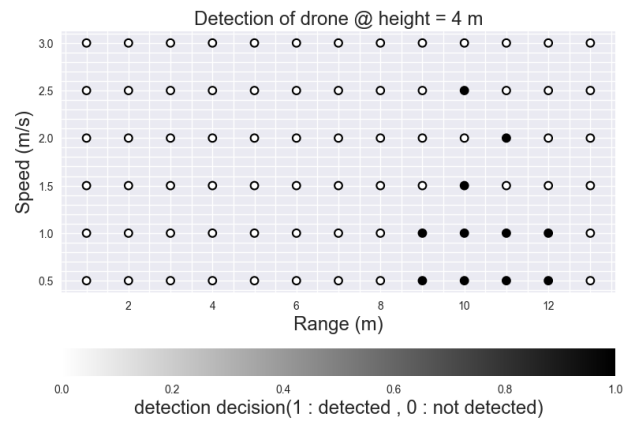 Detection of drone @ height = 4 m
3.0
2.5
2.0
1.5
1.0
0.5
Speed (m/s)
2 4 6 8 10 12
Range (m)
0.0 0.2 0.4 0.6 0.8 1.0
detection decision(1 : detected , 0 : not detected)